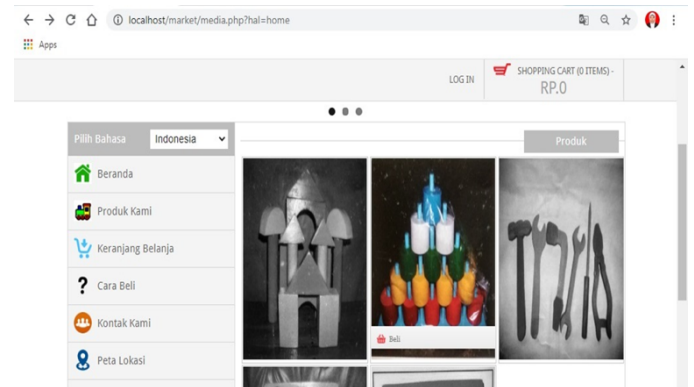 localhost/market/media.php?hal=home
Apps
LOG IN
SHOPPING CART (0 ITEMS) -
RP.0
Pilih Bahasa
Indonesia
Produk
Beranda
Produk Kami
Keranjang Belanja
Cara Beli
Kontak Kami
Peta Lokasi
Beli